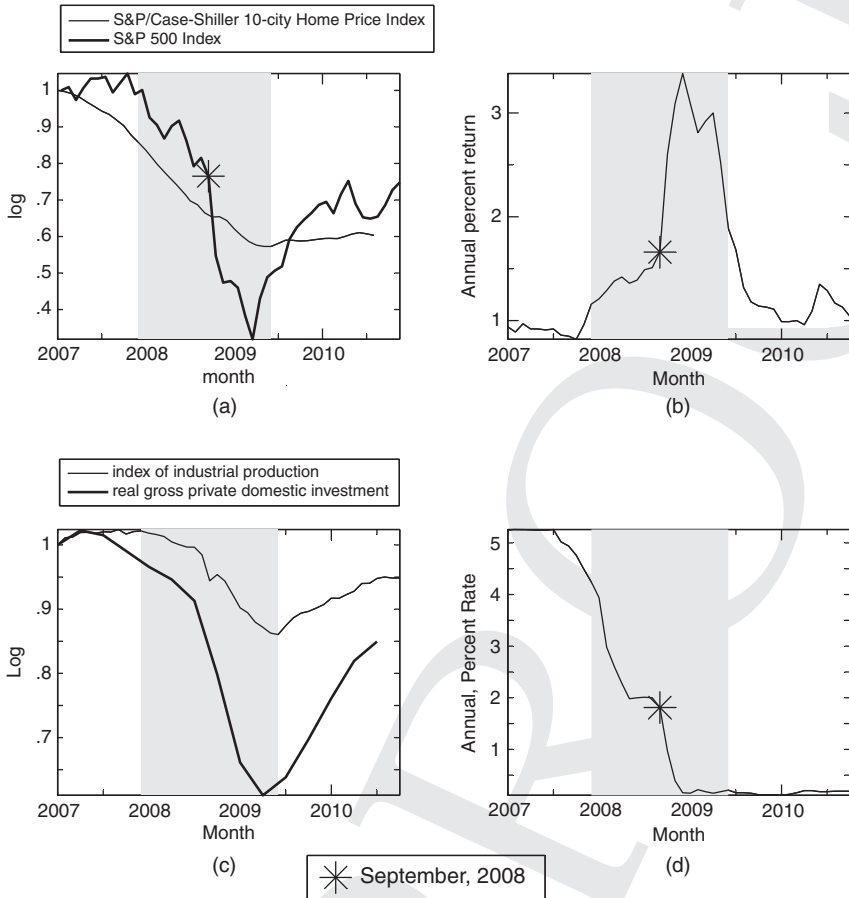 S&P/Case-Shiller 10-city Home Price Index
S&P 500 Index
1
.9
.8
.7
.6
.5
.4
log
2007 2008 2009 2010
month
(a)
3
2
1
Annual percent return
2007 2008 2009 2010
Month
(b)
index of industrial production
real gross private domestic investment
1
.9
.8
.7
Log
2007 2008 2009 2010
Month
(c)
5
4
3
2
1
Annual, Percent Rate
2007 2008 2009 2010
Month
(d)
September, 2008